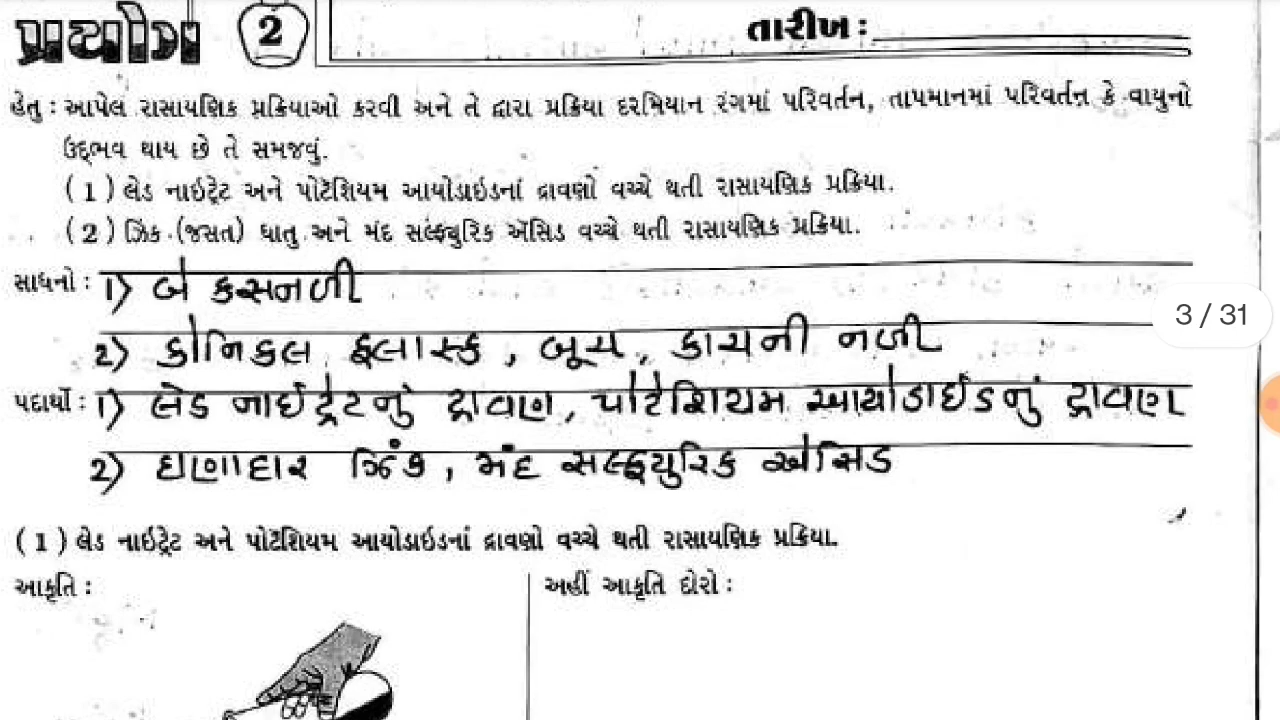 પ્રયોગ 2 તારીખ :
હેતુ : આપેલ રાસાયણિક પ્રક્રિયાઓ કરવી અને તે દ્વારા પ્રક્રિયા દરમિયાન રંગમાં પરિવર્તન, તાપમાનમાં પરિવર્તન કે વાયુનો
ઉદ્ભવ થાય છે તે સમજવું.
(1) લેડ નાઇટ્રેટ અને પોટૅશિયમ આયોડાઇડનાં દ્રાવણો વચ્ચે થતી રાસાયણિક પ્રક્રિયા.
(2) ઝિંક (જસત) ધાતુ અને મંદ સલ્ફ્યુરિક ઍસિડ વચ્ચે થતી રાસાયણિક પ્રક્રિયા.
સાધનો : 1) બે કસનળી
2) કોનિકલ ફ્લાસ્ક, બૂચ, કાચની નળી
3 / 31
પદાર્થો : 1) લેડ નાઈટ્રેટનું દ્રાવણ, પોટેશિયમ આયોડાઈડનું દ્રાવણ
2) દાણાદાર ઝિંક, મંદ સલ્ફ્યુરિક એસિડ
(1) લેડ નાઇટ્રેટ અને પોટૅશિયમ આયોડાઇડનાં દ્રાવણો વચ્ચે થતી રાસાયણિક પ્રક્રિયા.
આકૃતિ : અહીં આકૃતિ દોરો :